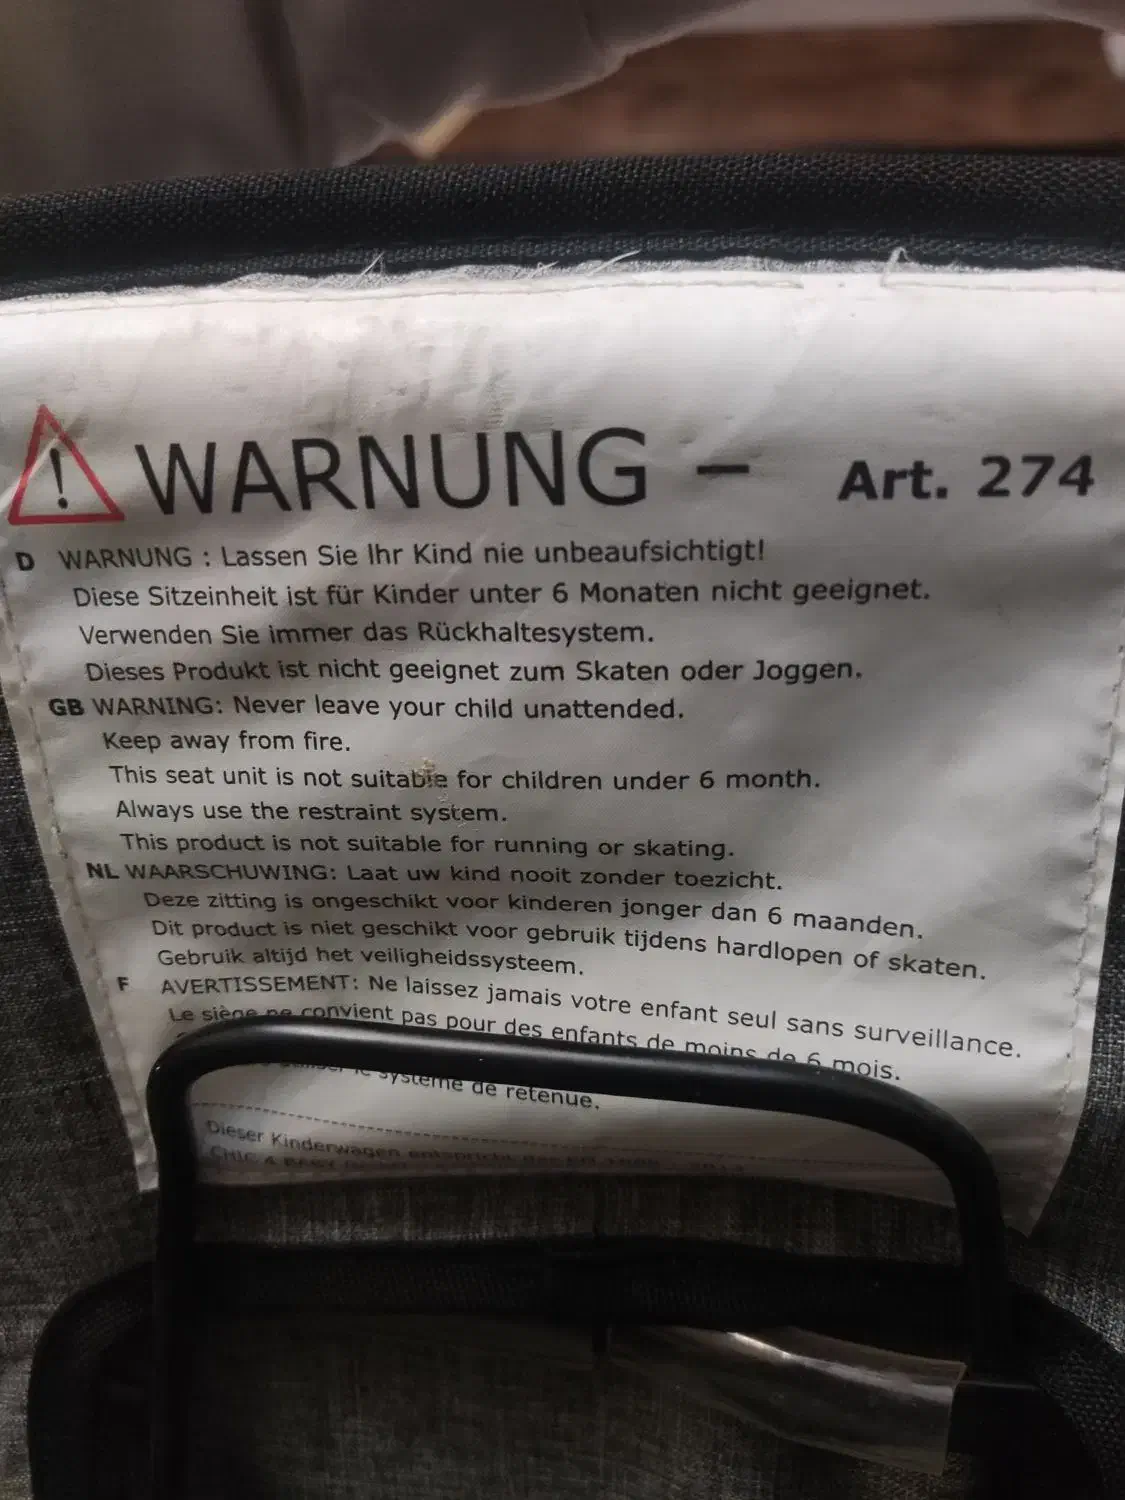 ! WARNUNG – Art. 274
D WARNUNG : Lassen Sie Ihr Kind nie unbeaufsichtigt!
Diese Sitzeinheit ist für Kinder unter 6 Monaten nicht geeignet.
Verwenden Sie immer das Rückhaltesystem.
Dieses Produkt ist nicht geeignet zum Skaten oder Joggen.
GB WARNING: Never leave your child unattended.
Keep away from fire.
This seat unit is not suitable for children under 6 month.
Always use the restraint system.
This product is not suitable for running or skating.
NL WAARSCHUWING: Laat uw kind nooit zonder toezicht.
Deze zitting is ongeschikt voor kinderen jonger dan 6 maanden.
Dit product is niet geschikt voor gebruik tijdens hardlopen of skaten.
Gebruik altijd het veiligheidssysteem.
F AVERTISSEMENT: Ne laissez jamais votre enfant seul sans surveillance.
Le siège ne convient pas pour des enfants de moins de 6 mois.
le système de retenue.
Dieser Kinderwagen entspricht
CHIC 4 BABY